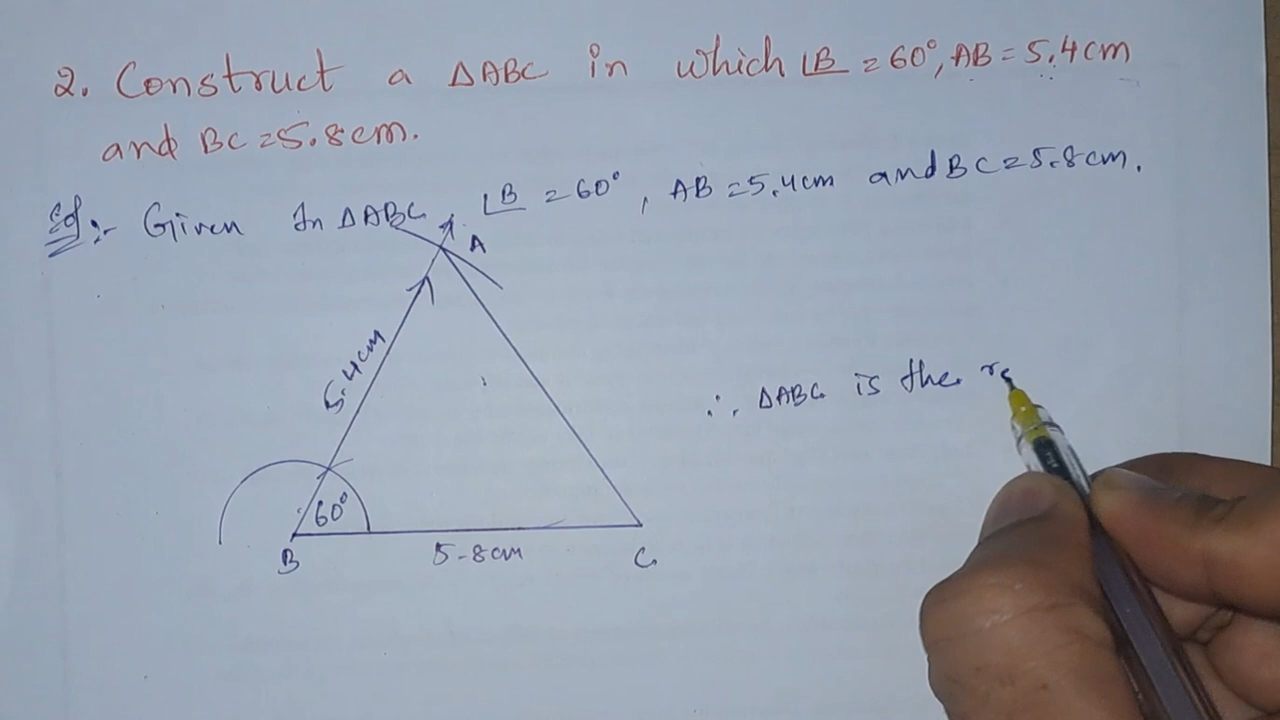 2. Construct a ΔABC in which ∠B = 60°, AB = 5.4cm
and BC = 5.8cm.
Sol:- Given In ΔABC, ∠B = 60°, AB = 5.4cm and BC = 5.8cm.
A
5.4cm
∴ ΔABC is the
60°
B 5.8cm C